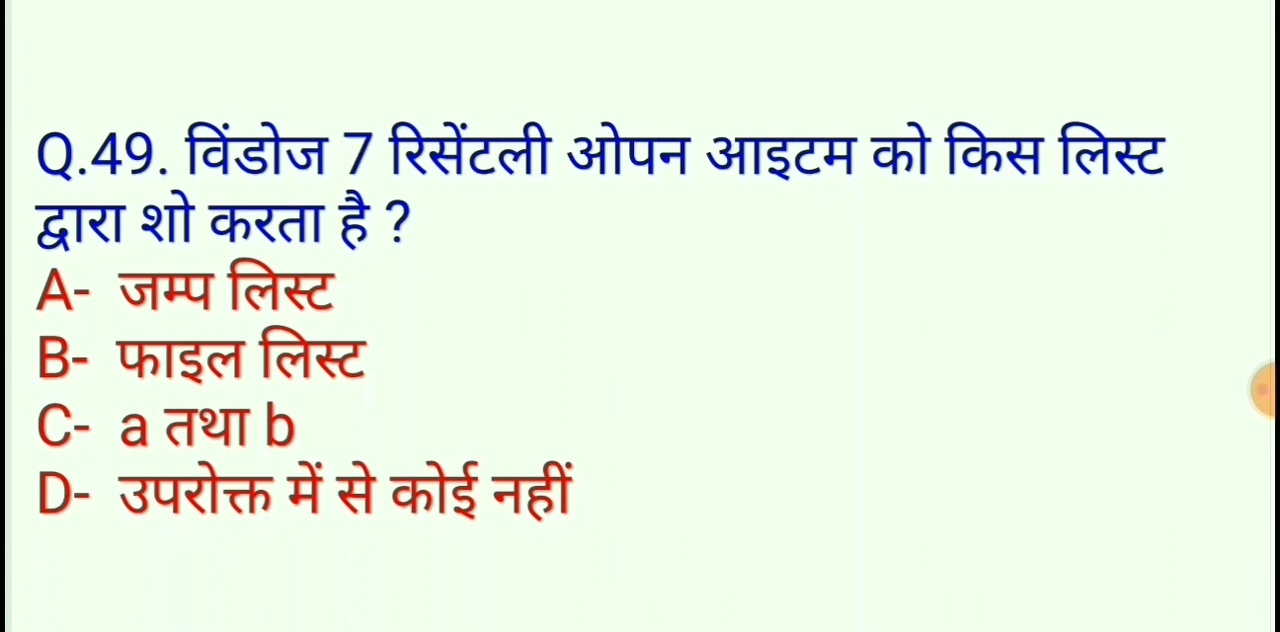 Q.49. विंडोज 7 रिसेंटली ओपन आइटम को किस लिस्ट
द्वारा शो करता है ?
A- जम्प लिस्ट
B- फाइल लिस्ट
C- a तथा b
D- उपरोक्त में से कोई नहीं